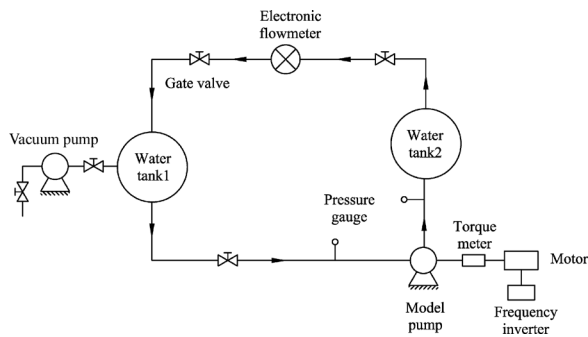 Electronic
flowmeter
Gate valve
Vacuum pump
Water
tank1
Water
tank2
Pressure
gauge
Torque
meter
Motor
Model
pump
Frequency
inverter